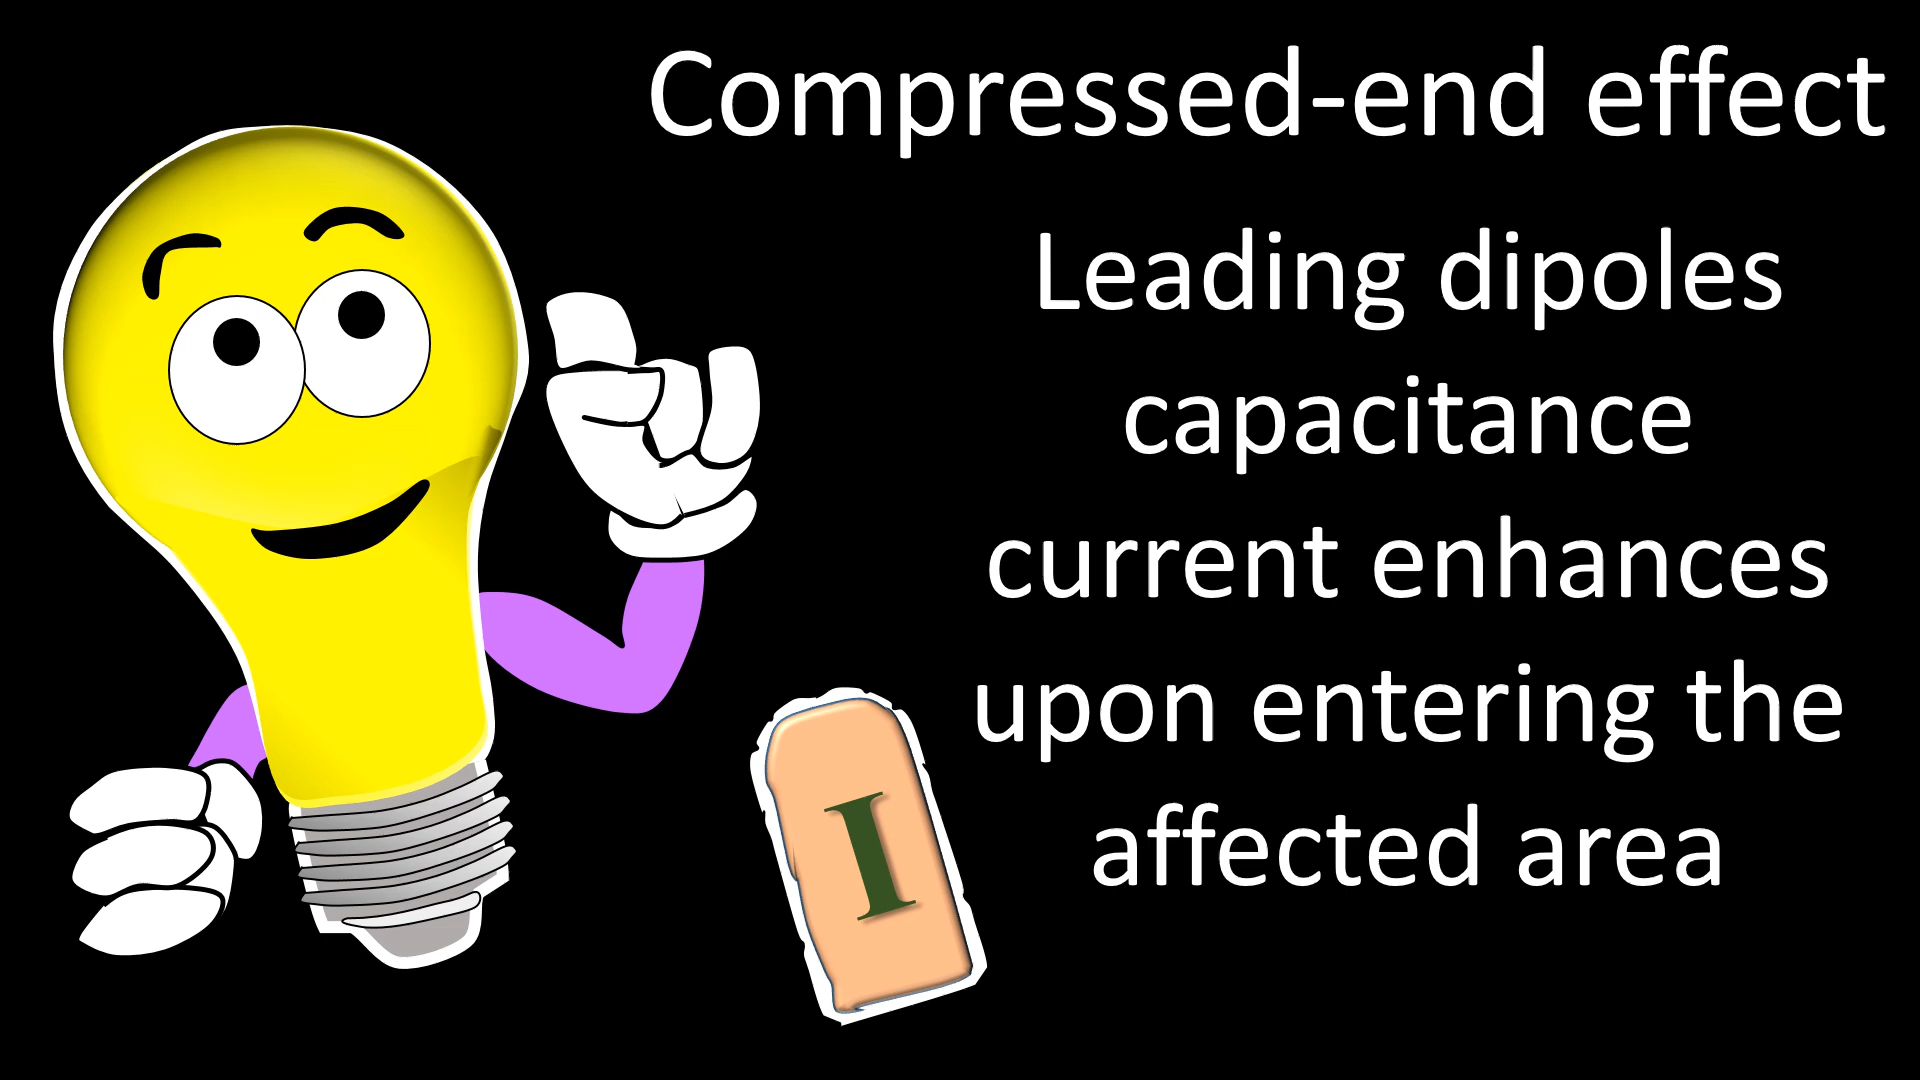 Compressed-end effect
Leading dipoles
capacitance
current enhances
upon entering the
affected area
I